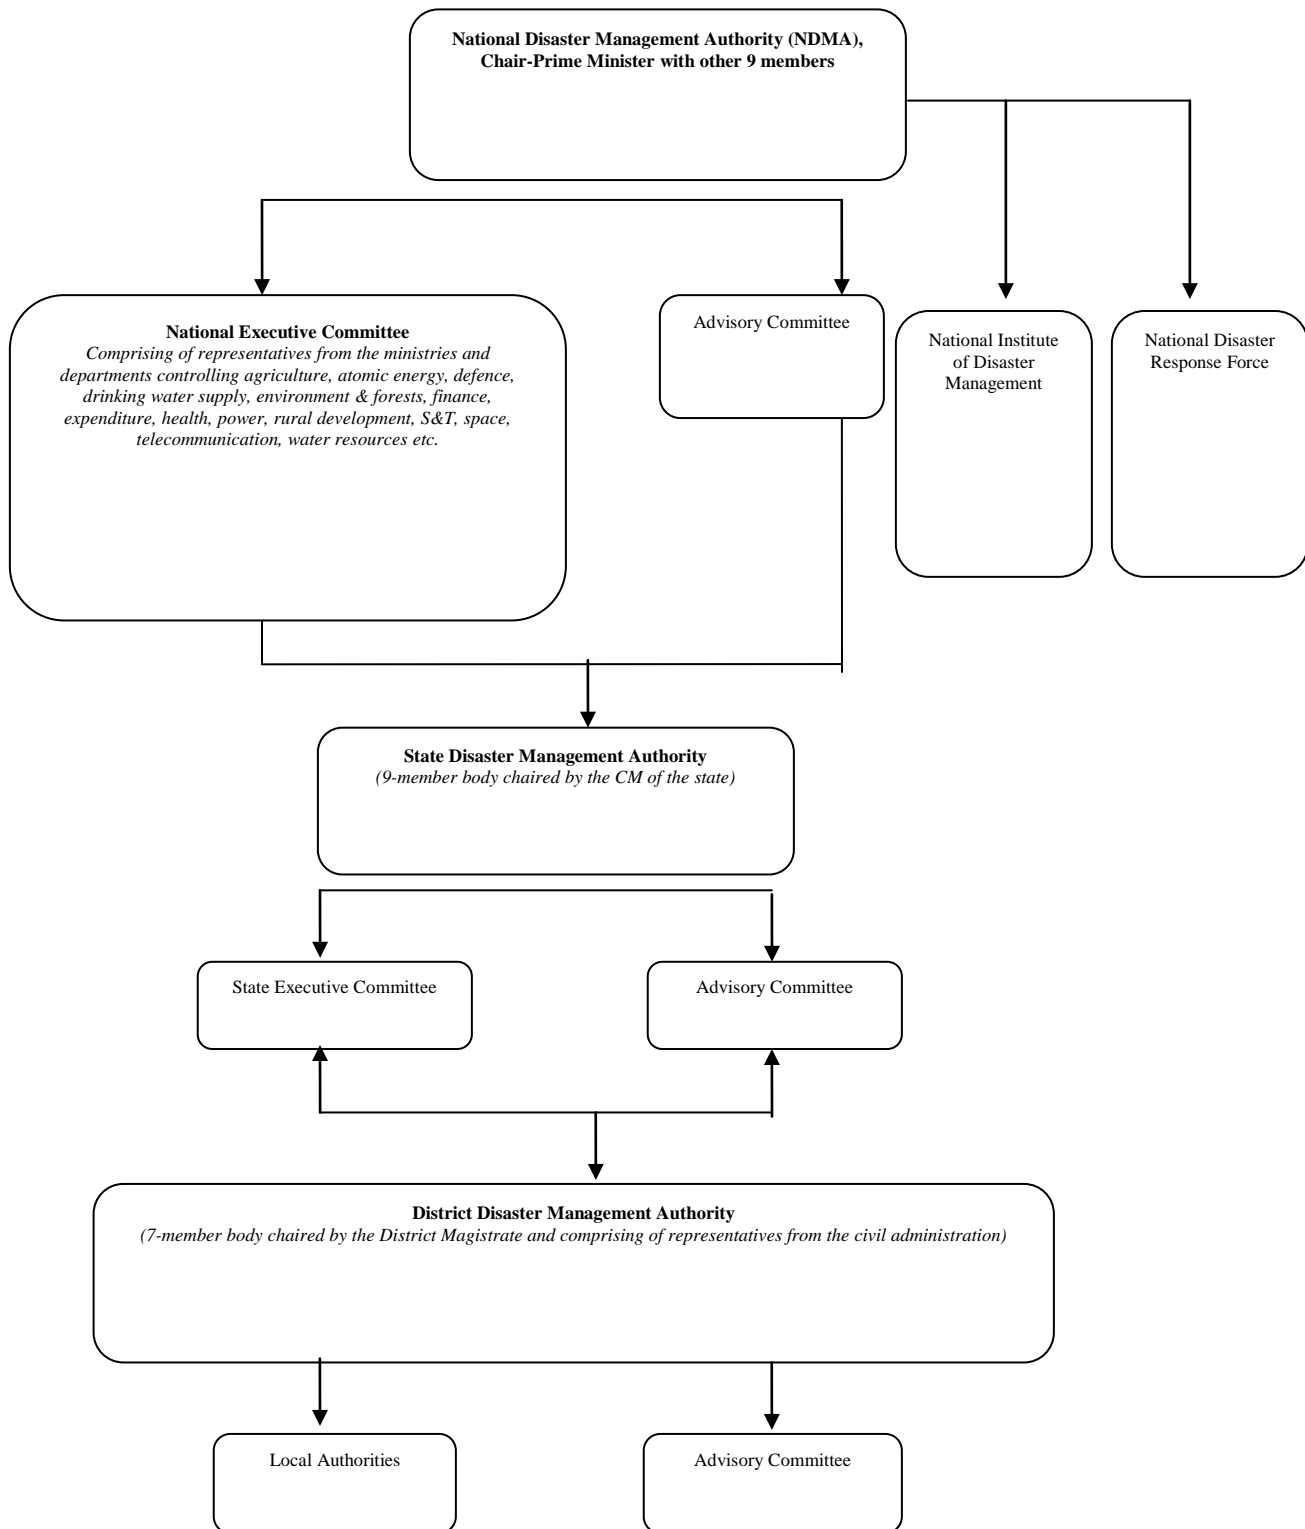 National Disaster Management Authority (NDMA),
Chair-Prime Minister with other 9 members
National Executive Committee
Comprising of representatives from the ministries and
departments controlling agriculture, atomic energy, defence,
drinking water supply, environment & forests, finance,
expenditure, health, power, rural development, S&T, space,
telecommunication, water resources etc.
Advisory Committee
National Institute
of Disaster
Management
National Disaster
Response Force
State Disaster Management Authority
(9-member body chaired by the CM of the state)
State Executive Committee
Advisory Committee
District Disaster Management Authority
(7-member body chaired by the District Magistrate and comprising of representatives from the civil administration)
Local Authorities
Advisory Committee